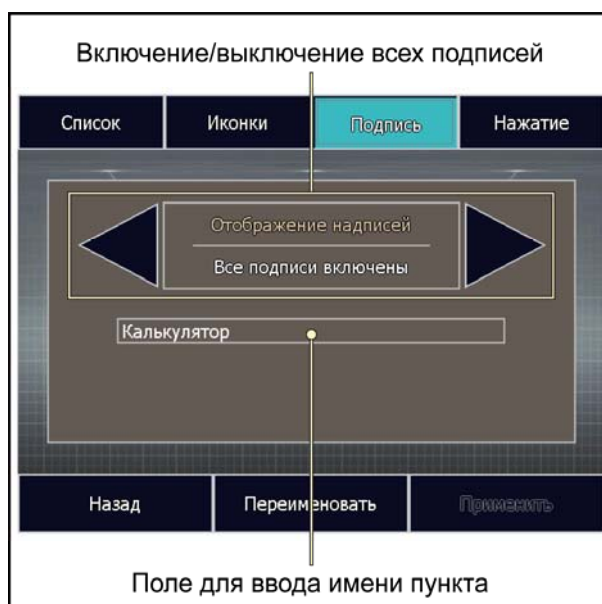 Включение/выключение всех подписей
Список Иконки Подпись Нажатие
Отображение надписей
Все подписи включены
Калькулятор
Назад Переименовать Применить
Поле для ввода имени пункта